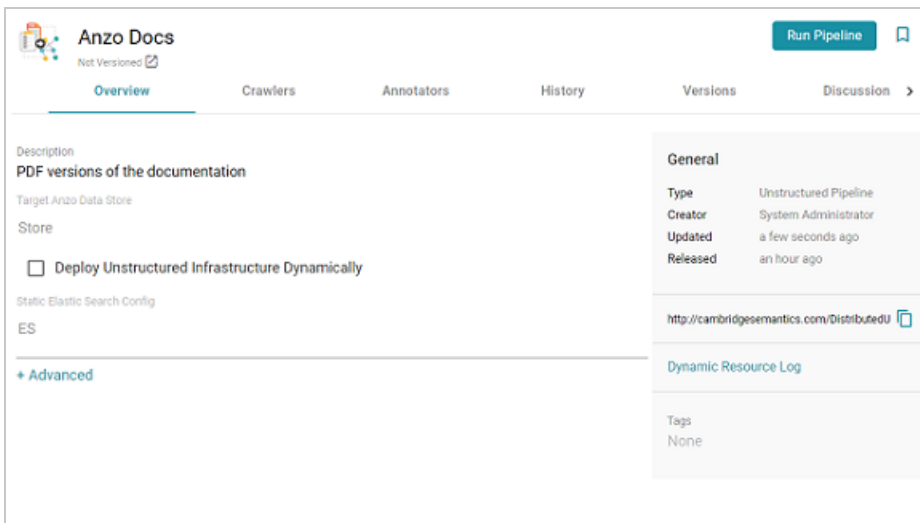 Anzo Docs
Run Pipeline
Not Versioned
Overview Crawlers Annotators History Versions Discussion
Description
PDF versions of the documentation
Target Anzo Data Store
Store
Deploy Unstructured Infrastructure Dynamically
Static Elastic Search Config
ES
+ Advanced
General
Type Unstructured Pipeline
Creator System Administrator
Updated a few seconds ago
Released an hour ago
http://cambridgesemantics.com/DistributedU
Dynamic Resource Log
Tags
None